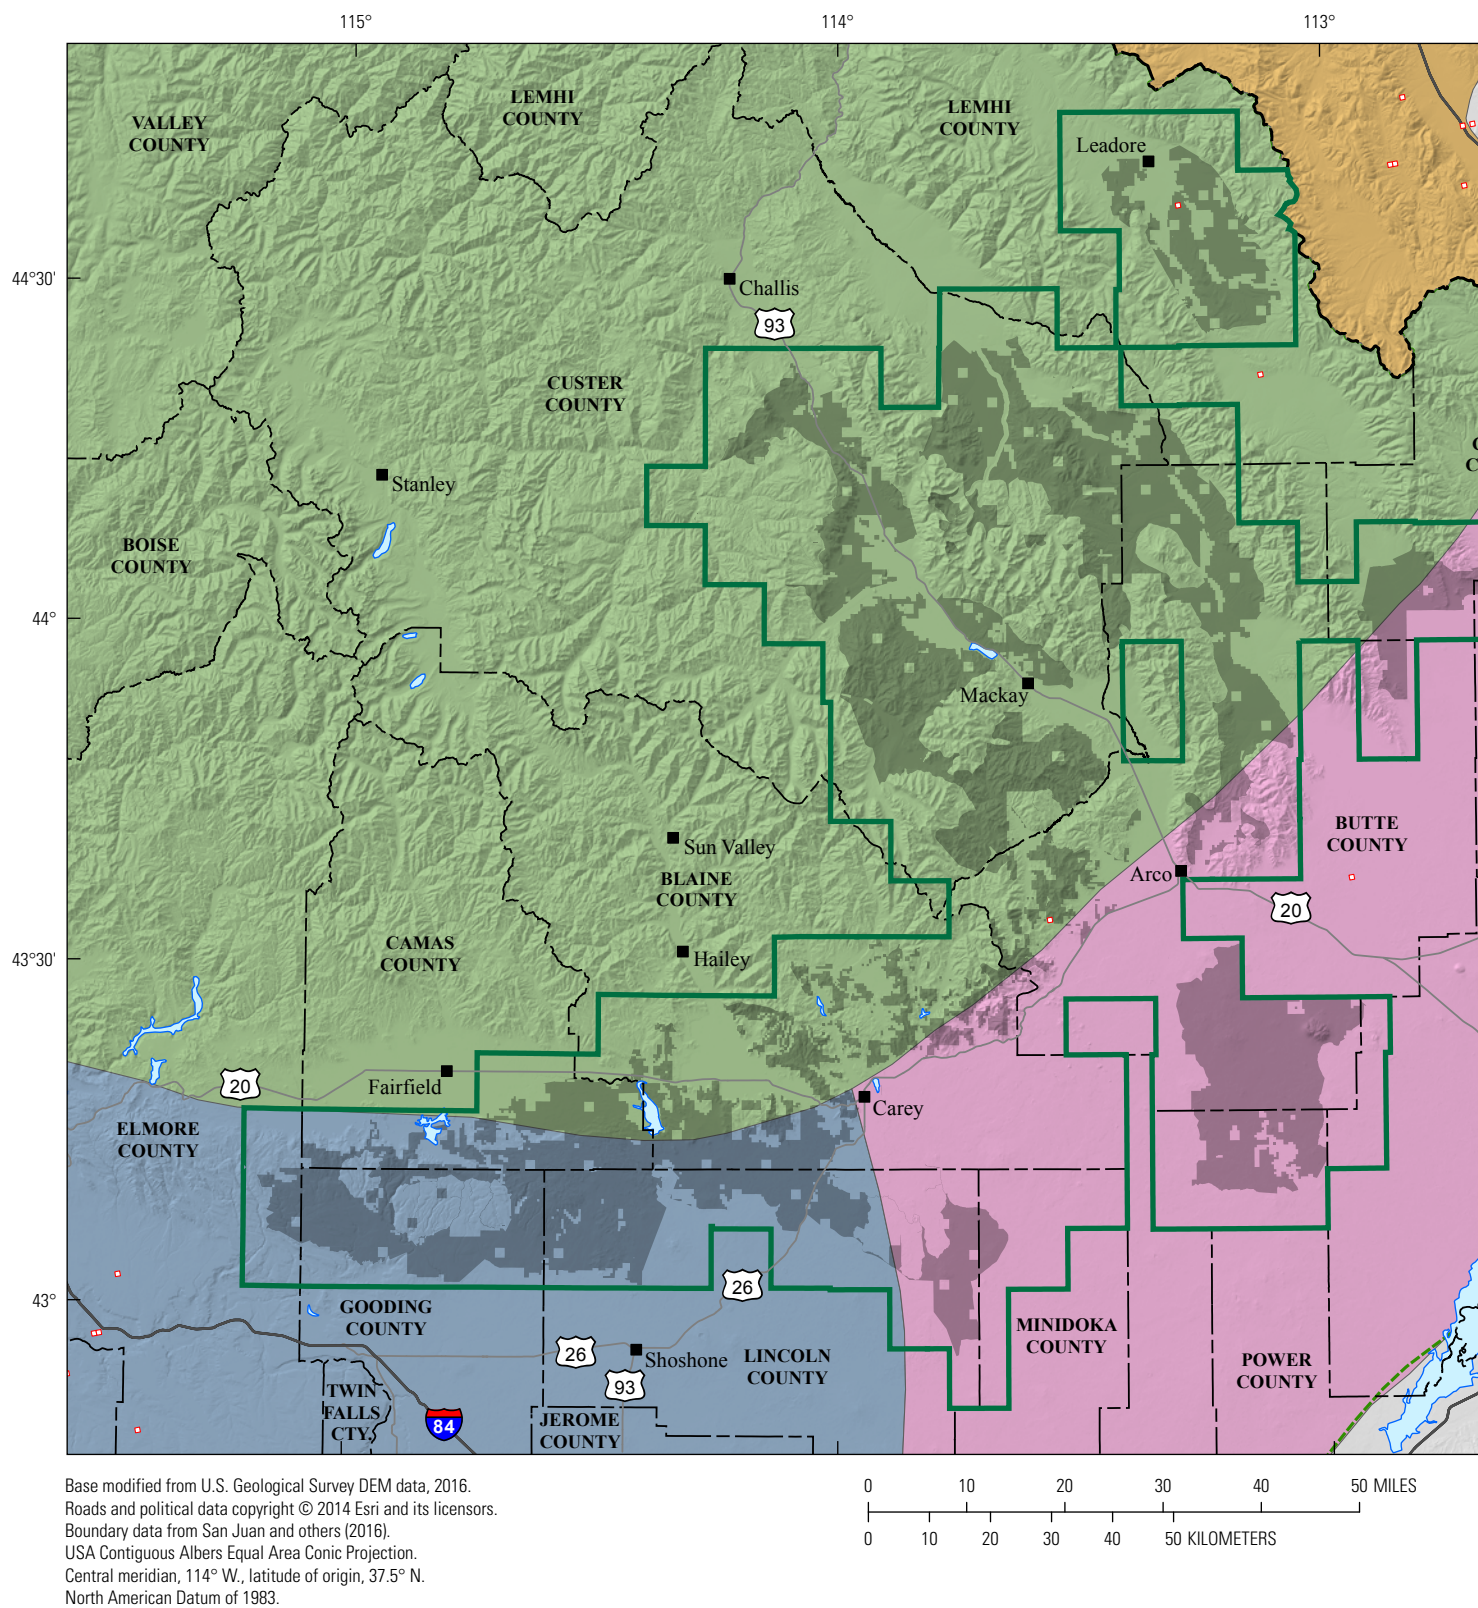 115°
114°
113°
44°30'
44°
43°30'
43°
VALLEY
COUNTY
LEMHI
COUNTY
LEMHI
COUNTY
Leadore
Challis
93
CUSTER
COUNTY
Stanley
BOISE
COUNTY
C
C
Mackay
Sun Valley
BLAINE
COUNTY
BUTTE
COUNTY
Arco
20
CAMAS
COUNTY
Hailey
20
Fairfield
Carey
ELMORE
COUNTY
26
GOODING
COUNTY
26
Shoshone
93
LINCOLN
COUNTY
MINIDOKA
COUNTY
POWER
COUNTY
TWIN
FALLS
CTY.
84
JEROME
COUNTY
Base modified from U.S. Geological Survey DEM data, 2016.
Roads and political data copyright © 2014 Esri and its licensors.
Boundary data from San Juan and others (2016).
USA Contiguous Albers Equal Area Conic Projection.
Central meridian, 114° W., latitude of origin, 37.5° N.
North American Datum of 1983.
0 10 20 30 40 50 MILES
0 10 20 30 40 50 KILOMETERS